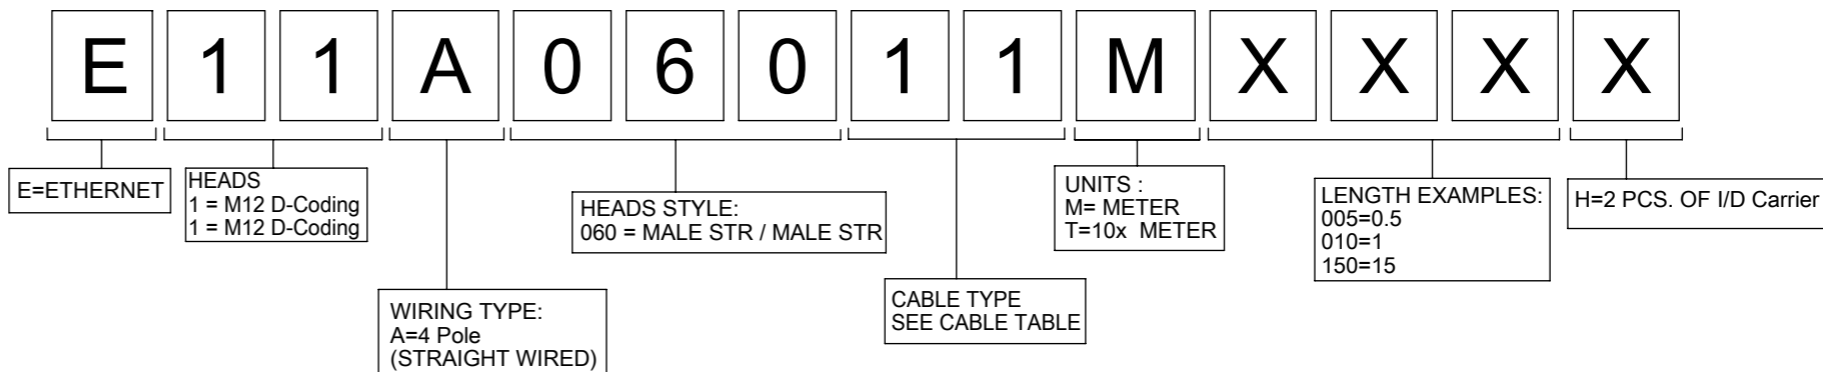 E 1 1 A 0 6 0 1 1 M X X X X
E=ETHERNET
HEADS
1 = M12 D-Coding
1 = M12 D-Coding
WIRING TYPE:
A=4 Pole
(STRAIGHT WIRED)
HEADS STYLE:
060 = MALE STR / MALE STR
CABLE TYPE
SEE CABLE TABLE
UNITS :
M= METER
T=10x METER
LENGTH EXAMPLES:
005=0.5
010=1
150=15
H=2 PCS. OF I/D Carrier